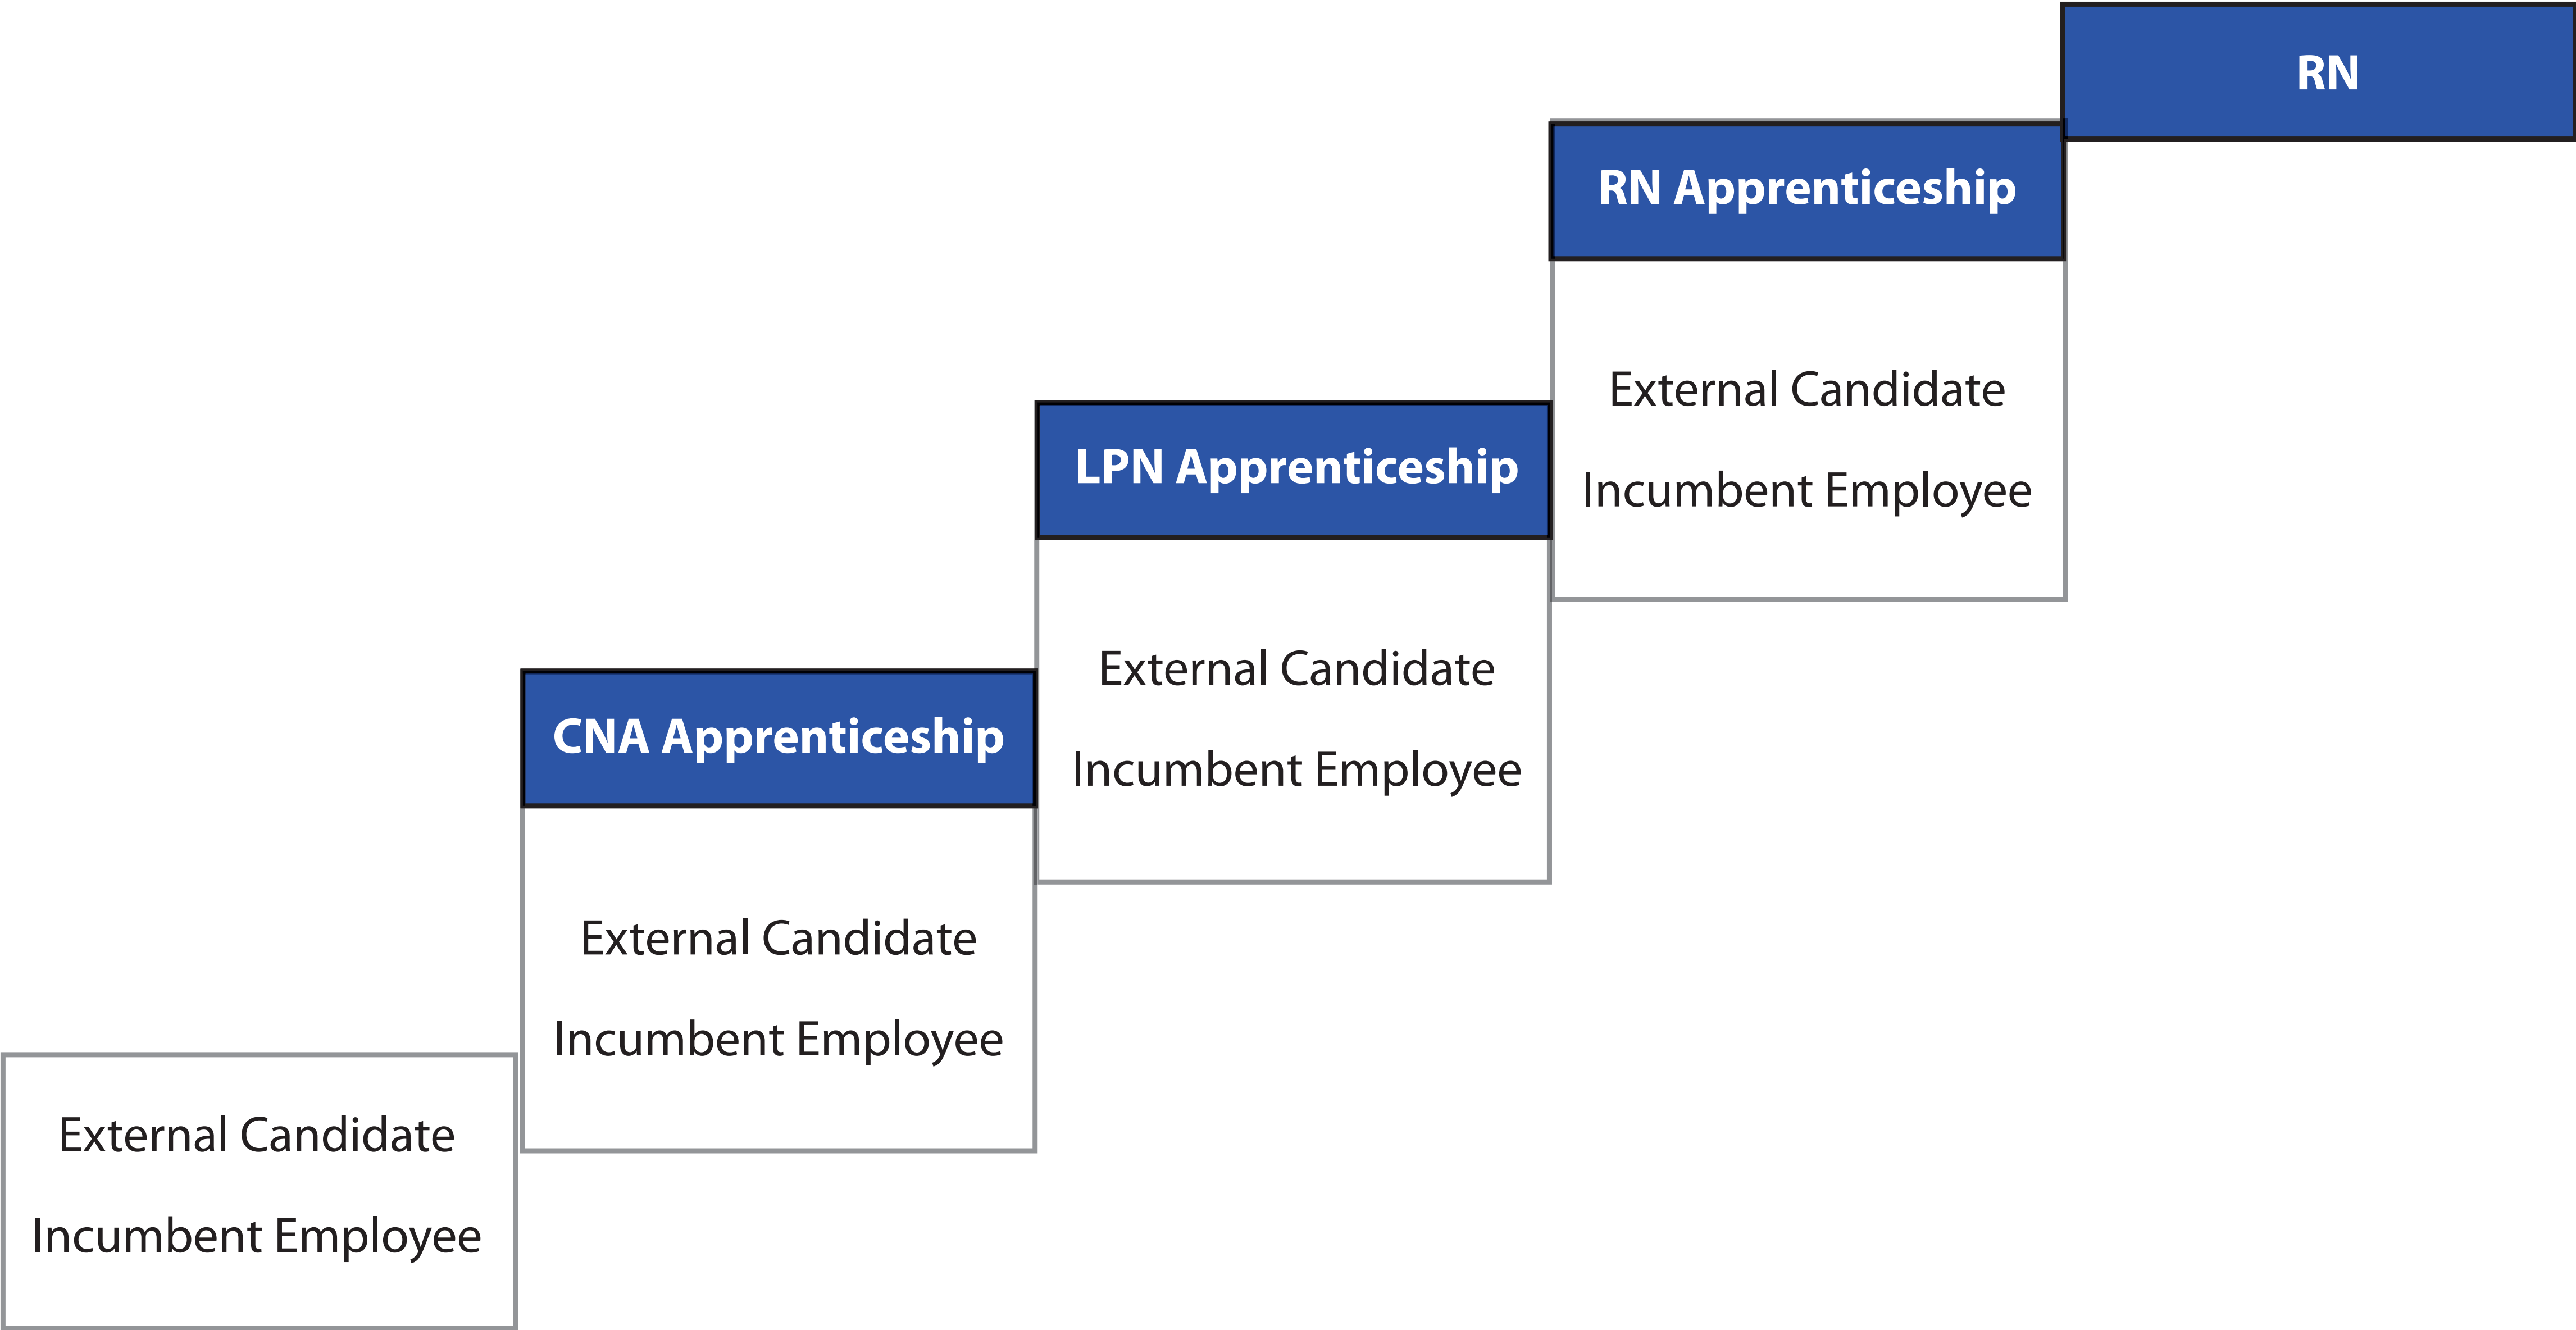 RN
RN Apprenticeship
External Candidate
Incumbent Employee
LPN Apprenticeship
External Candidate
Incumbent Employee
CNA Apprenticeship
External Candidate
Incumbent Employee
External Candidate
Incumbent Employee